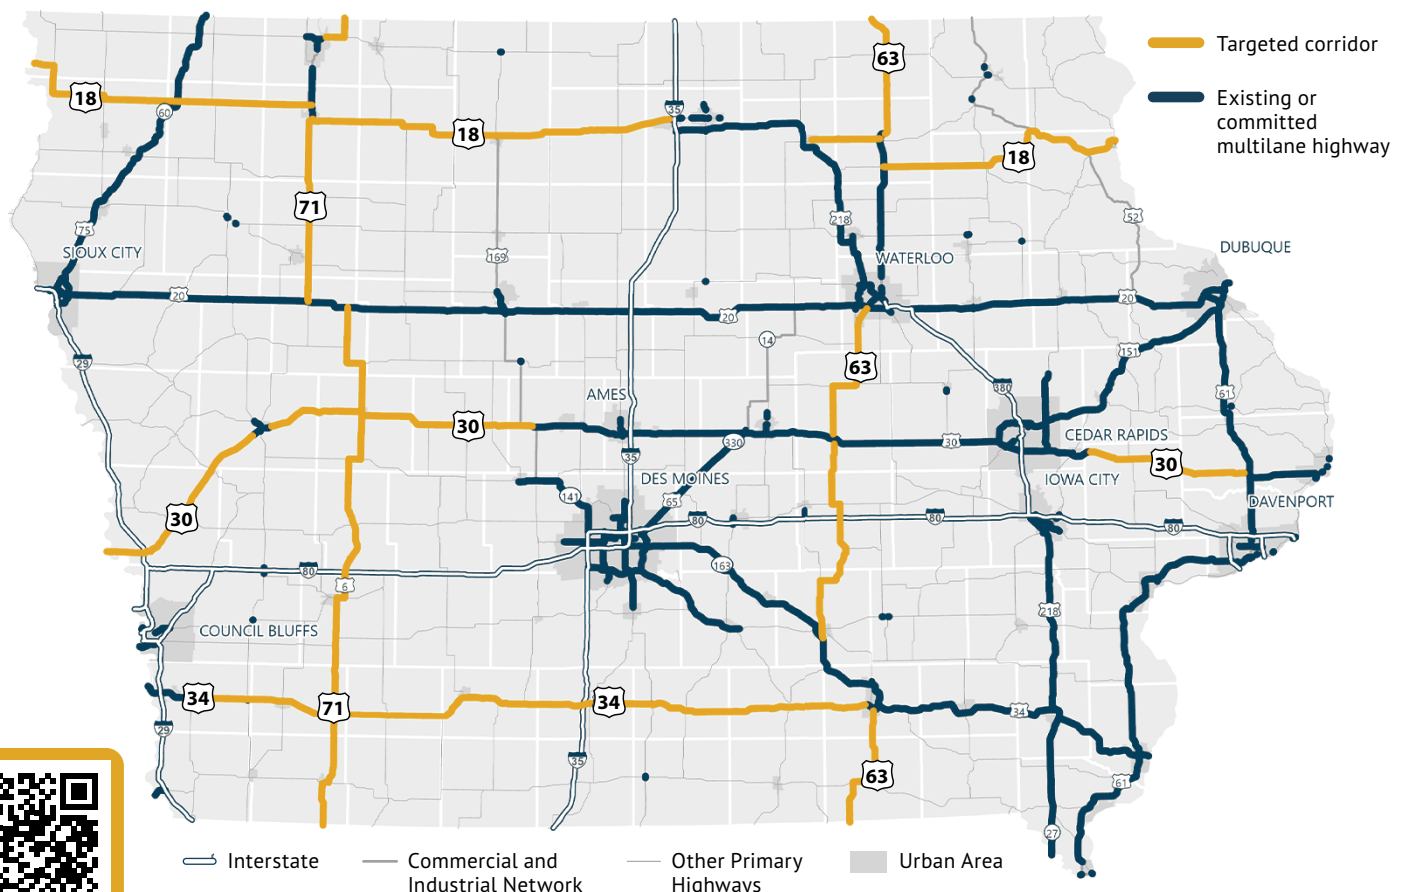 63
Targeted corridor
18
Existing or
committed
multilane highway
35
60
18
18
71
218
52
75
SIOUX CITY
169
WATERLOO
DUBUQUE
20
20
20
14
151
29
63
380
61
AMES
30
330
30
CEDAR RAPIDS
35
30
DES MOINES
IOWA CITY
141
65
DAVENPORT
30
80
80
80
163
80
6
218
COUNCIL BLUFFS
34
71
34
34
29
35
63
61
27
Interstate
Commercial and
Industrial Network
Other Primary
Highways
Urban Area